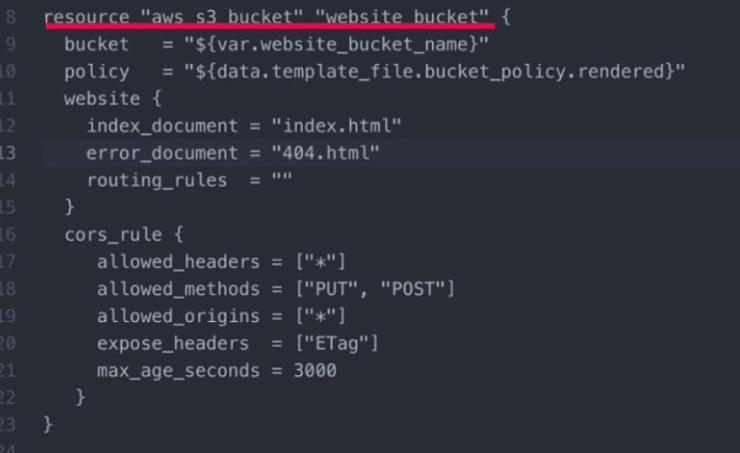 8 resource "aws_s3_bucket" "website_bucket" {
9 bucket = "${var.website_bucket_name}"
10 policy = "${data.template_file.bucket_policy.rendered}"
11 website {
12 index_document = "index.html"
13 error_document = "404.html"
14 routing_rules = ""
15 }
16 cors_rule {
17 allowed_headers = ["*"]
18 allowed_methods = ["PUT", "POST"]
19 allowed_origins = ["*"]
20 expose_headers = ["ETag"]
21 max_age_seconds = 3000
22 }
23 }
24